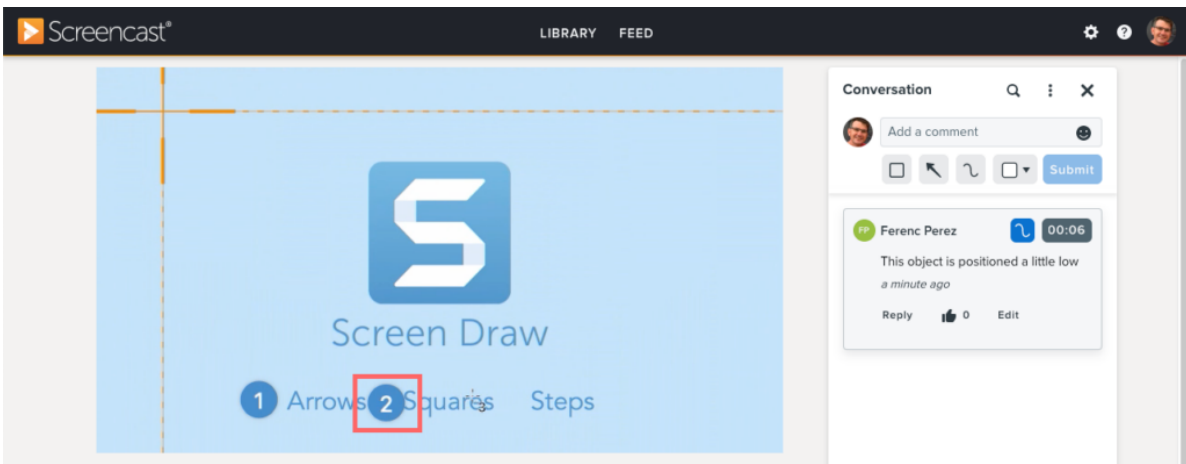 Screencast®
LIBRARY FEED
Conversation
Add a comment
Submit
FP Ferenc Perez 00:06
This object is positioned a little low
a minute ago
Reply 0 Edit
S
Screen Draw
1 Arrows 2 Squares 3 Steps